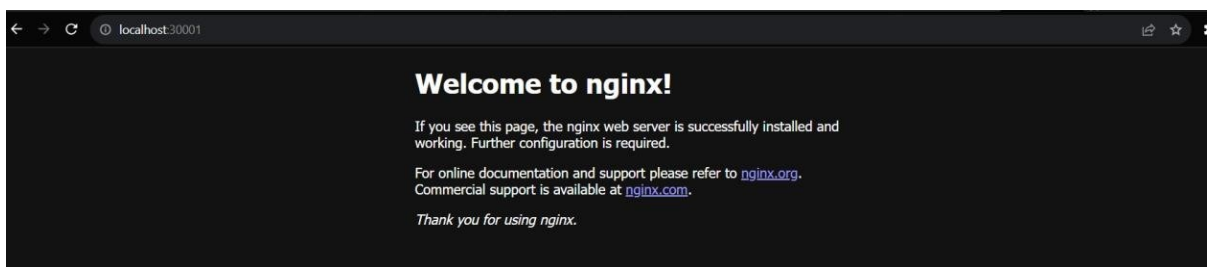 localhost:30001
Welcome to nginx!
If you see this page, the nginx web server is successfully installed and
working. Further configuration is required.
For online documentation and support please refer to nginx.org.
Commercial support is available at nginx.com.
Thank you for using nginx.